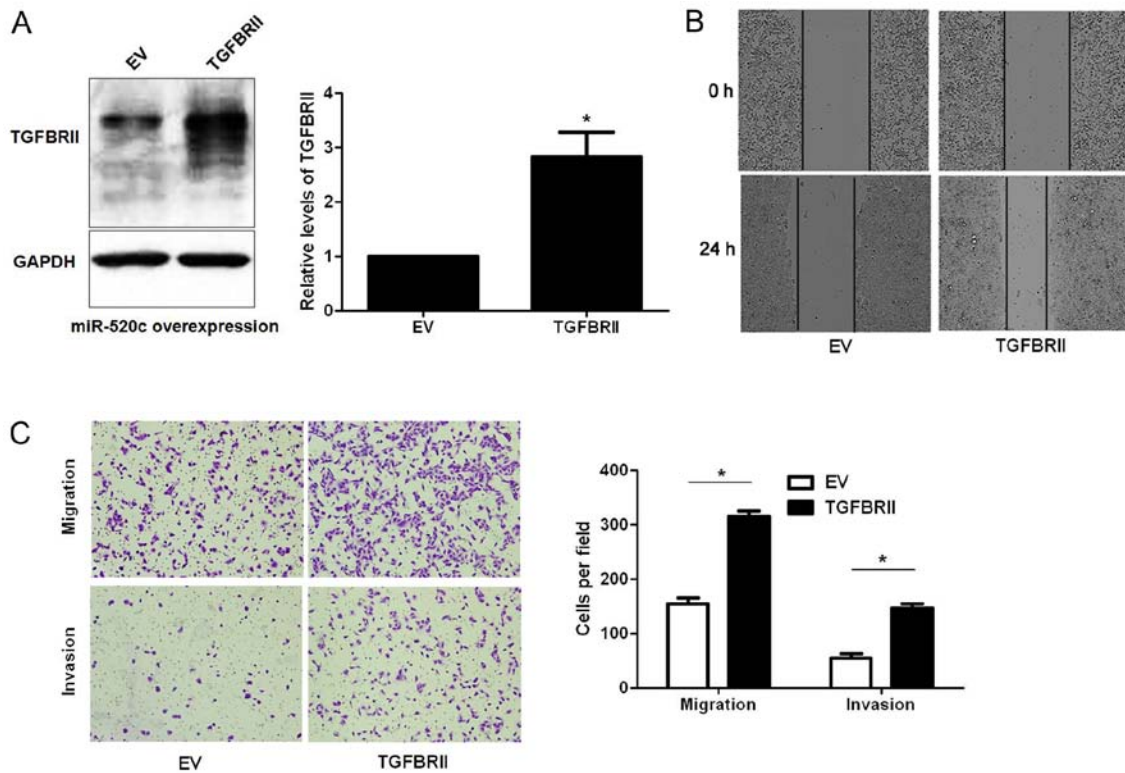 A
EV
TGFBRII
TGFBRII
GAPDH
miR-520c overexpression
Relative levels of TGFBRII
4
3
2
1
0
*
EV
TGFBRII
B
0 h
24 h
EV
TGFBRII
C
Migration
Invasion
EV
TGFBRII
Cells per field
400
300
200
100
0
*
*
EV
TGFBRII
Migration
Invasion